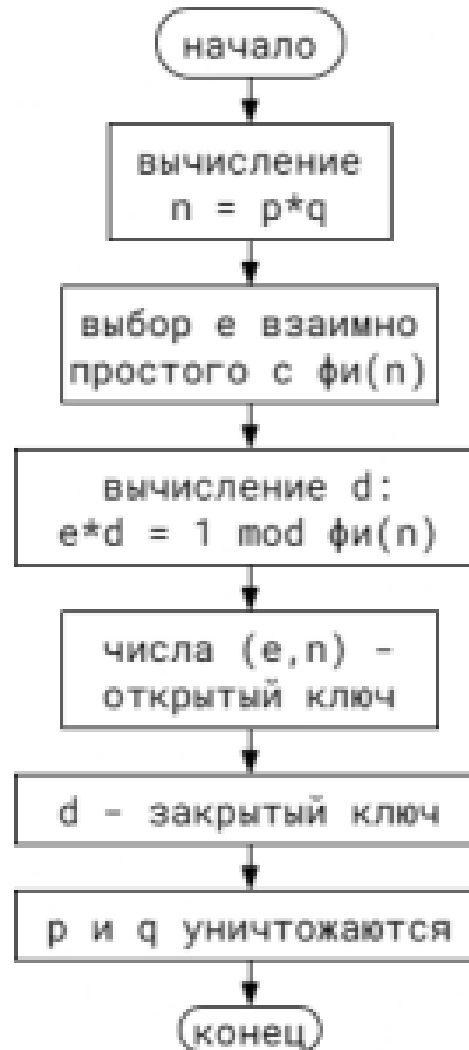 начало
вычисление
n = p*q
выбор e взаимно
простого с фи(n)
вычисление d:
e*d = 1 mod фи(n)
числа (e,n) -
открытый ключ
d - закрытый ключ
p и q уничтожаются
конец